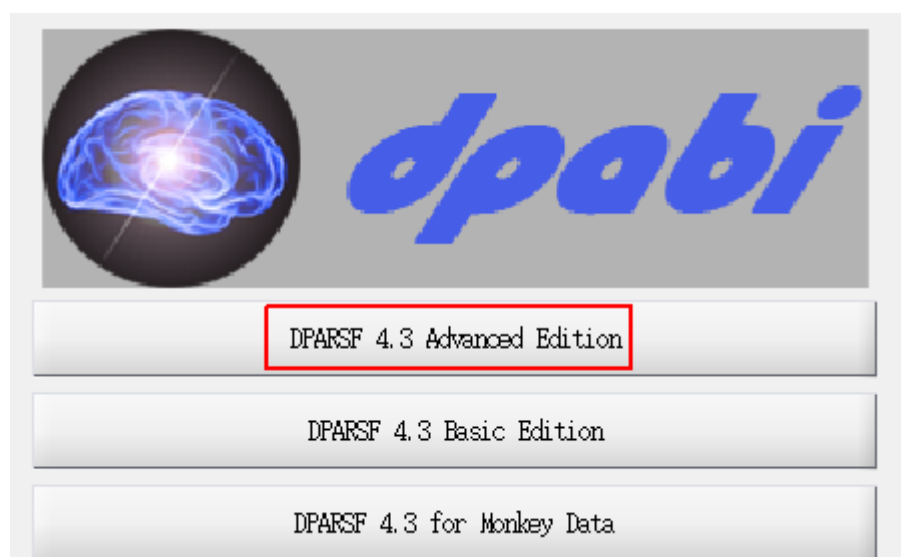 dpabi
DPARSF 4.3 Advanced Edition
DPARSF 4.3 Basic Edition
DPARSF 4.3 for Monkey Data